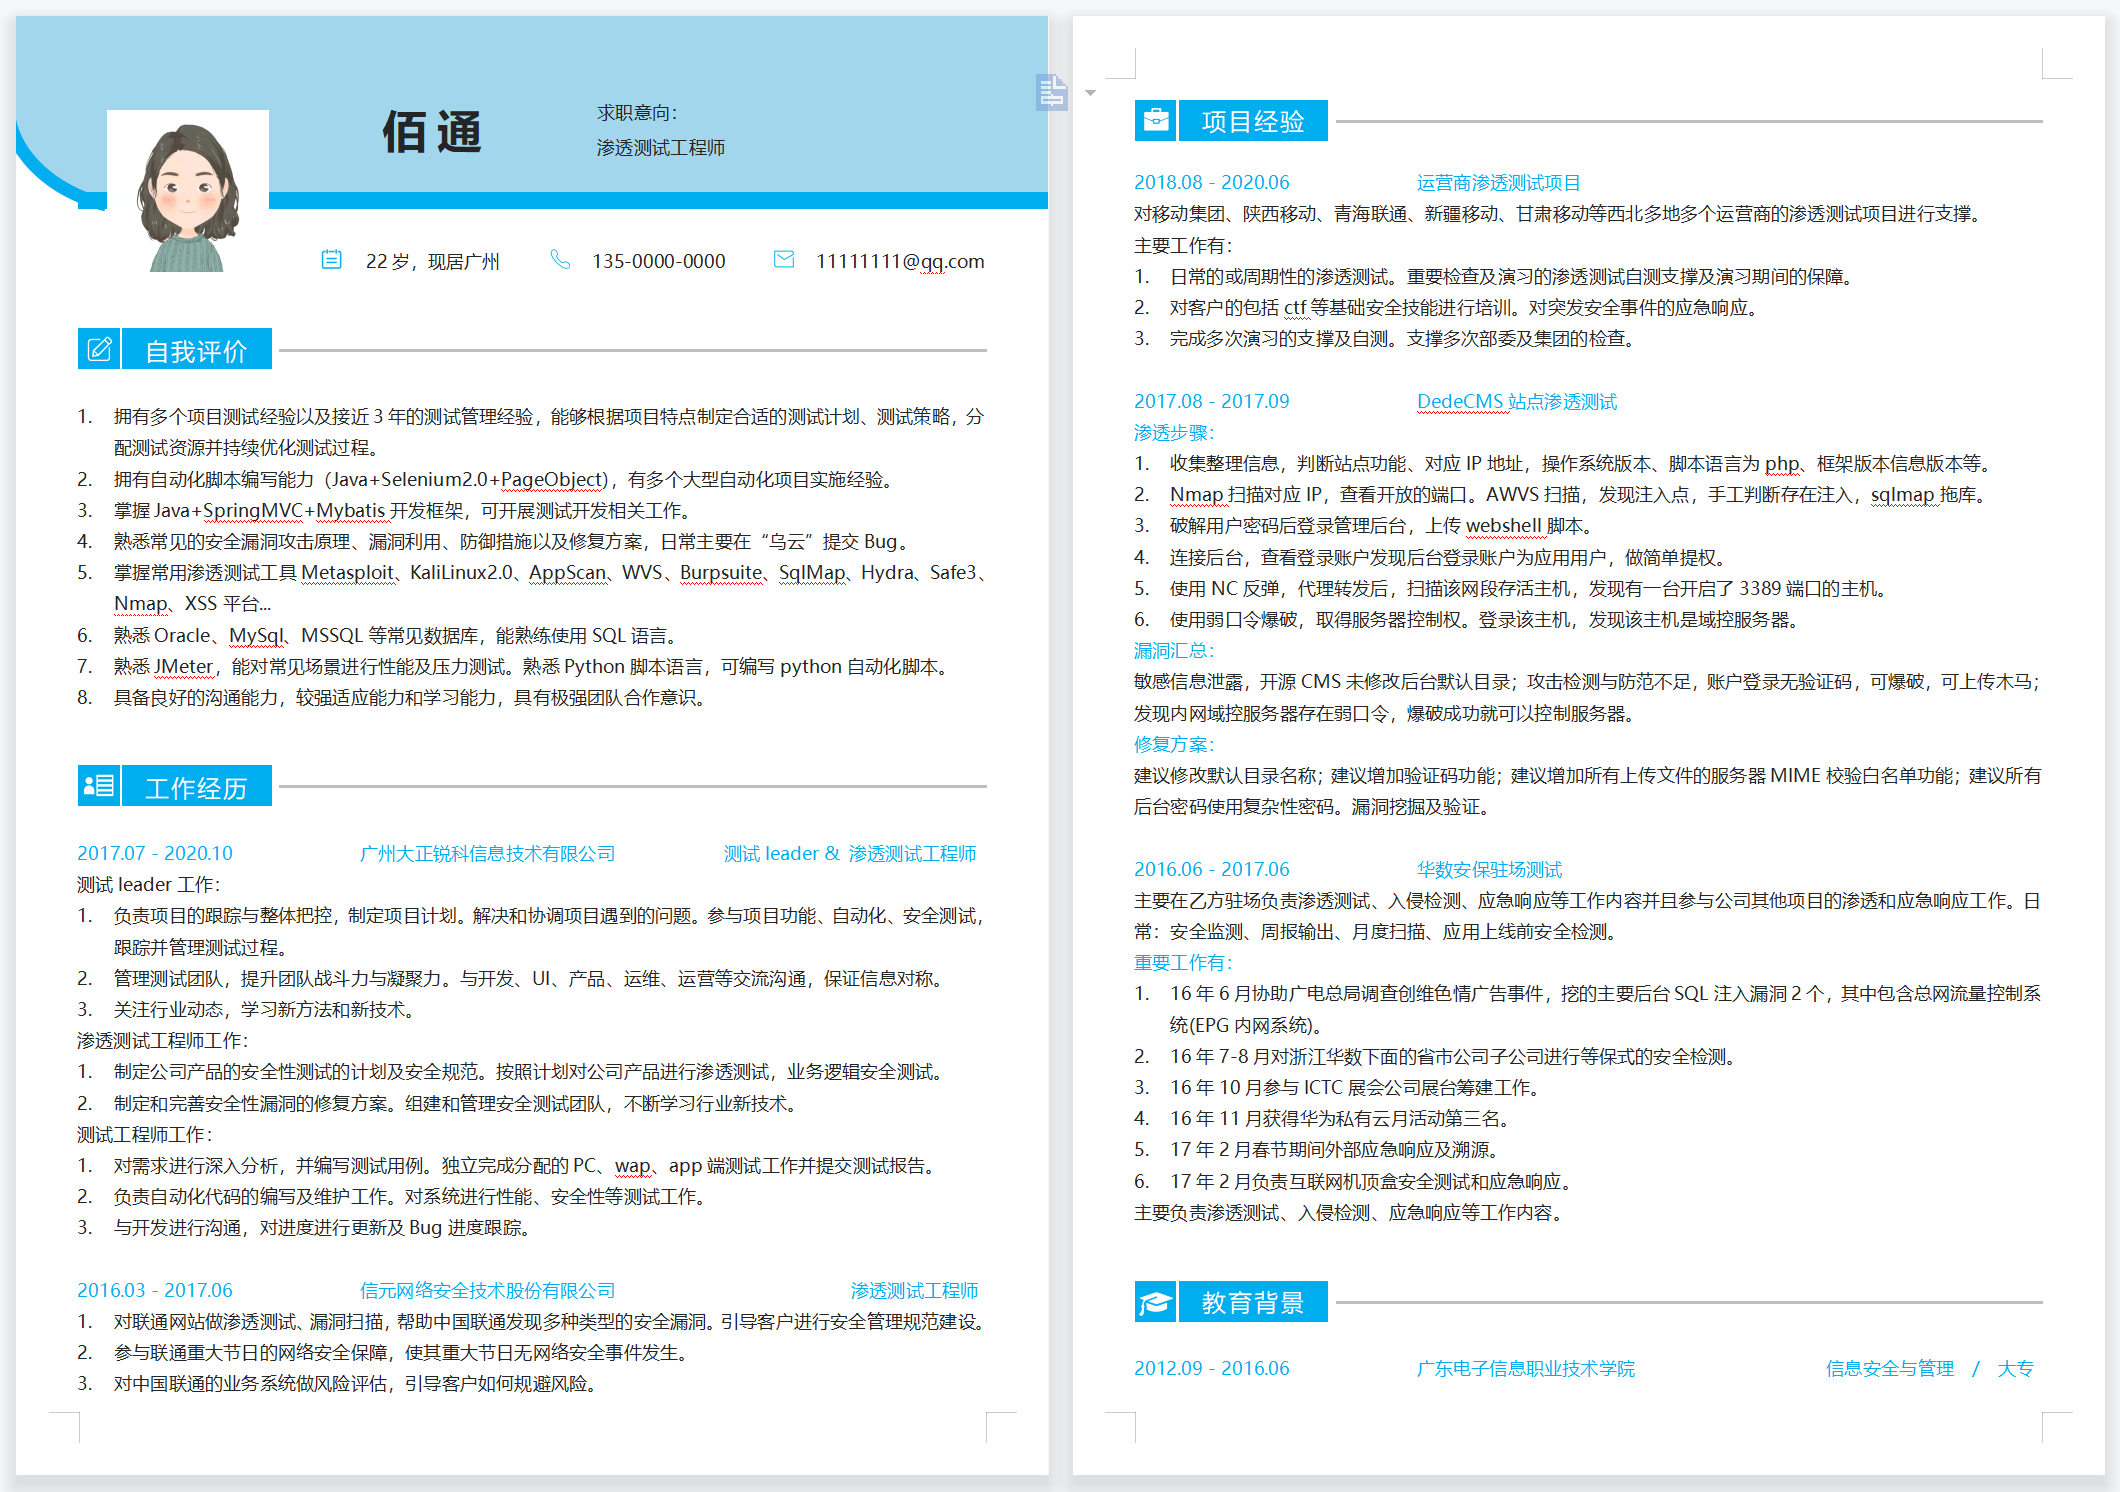 佰通
求职意向：
渗透测试工程师
22 岁，现居广州
135-0000-0000
11111111@qq.com
自我评价
1. 拥有多个项目测试经验以及接近 3 年的测试管理经验，能够根据项目特点制定合适的测试计划、测试策略，分
配测试资源并持续优化测试过程。
2. 拥有自动化脚本编写能力（Java+Selenium2.0+PageObject)，有多个大型自动化项目实施经验。
3. 掌握 Java+SpringMVC+Mybatis 开发框架，可开展测试开发相关工作。
4. 熟悉常见的安全漏洞攻击原理、漏洞利用、防御措施以及修复方案，日常主要在“乌云”提交 Bug。
5. 掌握常用渗透测试工具 Metasploit、KaliLinux2.0、AppScan、WVS、Burpsuite、SqlMap、Hydra、Safe3、
Nmap、XSS 平台...
6. 熟悉 Oracle、MySql、MSSQL 等常见数据库，能熟练使用 SQL 语言。
7. 熟悉 JMeter，能对常见场景进行性能及压力测试。熟悉 Python 脚本语言，可编写 python 自动化脚本。
8. 具备良好的沟通能力，较强适应能力和学习能力，具有极强团队合作意识。
工作经历
2017.07 - 2020.10 广州大正锐科信息技术有限公司 测试 leader & 渗透测试工程师
测试 leader 工作：
1. 负责项目的跟踪与整体把控，制定项目计划。解决和协调项目遇到的问题。参与项目功能、自动化、安全测试，
跟踪并管理测试过程。
2. 管理测试团队，提升团队战斗力与凝聚力。与开发、UI、产品、运维、运营等交流沟通，保证信息对称。
3. 关注行业动态，学习新方法和新技术。
渗透测试工程师工作：
1. 制定公司产品的安全性测试的计划及安全规范。按照计划对公司产品进行渗透测试，业务逻辑安全测试。
2. 制定和完善安全性漏洞的修复方案。组建和管理安全测试团队，不断学习行业新技术。
测试工程师工作：
1. 对需求进行深入分析，并编写测试用例。独立完成分配的 PC、wap、app 端测试工作并提交测试报告。
2. 负责自动化代码的编写及维护工作。对系统进行性能、安全性等测试工作。
3. 与开发进行沟通，对进度进行更新及 Bug 进度跟踪。
2016.03 - 2017.06 信元网络安全技术股份有限公司 渗透测试工程师
1. 对联通网站做渗透测试、漏洞扫描，帮助中国联通发现多种类型的安全漏洞。引导客户进行安全管理规范建设。
2. 参与联通重大节日的网络安全保障，使其重大节日无网络安全事件发生。
3. 对中国联通的业务系统做风险评估，引导客户如何规避风险。
项目经验
2018.08 - 2020.06 运营商渗透测试项目
对移动集团、陕西移动、青海联通、新疆移动、甘肃移动等西北多地多个运营商的渗透测试项目进行支撑。
主要工作有：
1. 日常的或周期性的渗透测试。重要检查及演习的渗透测试自测支撑及演习期间的保障。
2. 对客户的包括 ctf 等基础安全技能进行培训。对突发安全事件的应急响应。
3. 完成多次演习的支撑及自测。支撑多次部委及集团的检查。
2017.08 - 2017.09 DedeCMS 站点渗透测试
渗透步骤：
1. 收集整理信息，判断站点功能、对应 IP 地址，操作系统版本、脚本语言为 php、框架版本信息版本等。
2. Nmap 扫描对应 IP，查看开放的端口。AWVS 扫描，发现注入点，手工判断存在注入，sqlmap 拖库。
3. 破解用户密码后登录管理后台，上传 webshell 脚本。
4. 连接后台，查看登录账户发现后台登录账户为应用用户，做简单提权。
5. 使用 NC 反弹，代理转发后，扫描该网段存活主机，发现有一台开启了 3389 端口的主机。
6. 使用弱口令爆破，取得服务器控制权。登录该主机，发现该主机是域控服务器。
漏洞汇总：
敏感信息泄露，开源 CMS 未修改后台默认目录；攻击检测与防范不足，账户登录无验证码，可爆破，可上传木马；
发现内网域控服务器存在弱口令，爆破成功就可以控制服务器。
修复方案：
建议修改默认目录名称；建议增加验证码功能；建议增加所有上传文件的服务器 MIME 校验白名单功能；建议所有
后台密码使用复杂性密码。漏洞挖掘及验证。
2016.06 - 2017.06 华数安保驻场测试
主要在乙方驻场负责渗透测试、入侵检测、应急响应等工作内容并且参与公司其他项目的渗透和应急响应工作。日
常：安全监测、周报输出、月度扫描、应用上线前安全检测。
重要工作有：
1. 16 年 6 月协助广电总局调查创维色情广告事件，挖的主要后台 SQL 注入漏洞 2 个，其中包含总网流量控制系
统(EPG 内网系统)。
2. 16 年 7-8 月对浙江华数下面的省市公司子公司进行等保式的安全检测。
3. 16 年 10 月参与 ICTC 展会公司展台筹建工作。
4. 16 年 11 月获得华为私有云月活动第三名。
5. 17 年 2 月春节期间外部应急响应及溯源。
6. 17 年 2 月负责互联网机顶盒安全测试和应急响应。
主要负责渗透测试、入侵检测、应急响应等工作内容。
教育背景
2012.09 - 2016.06 广东电子信息职业技术学院 信息安全与管理 / 大专